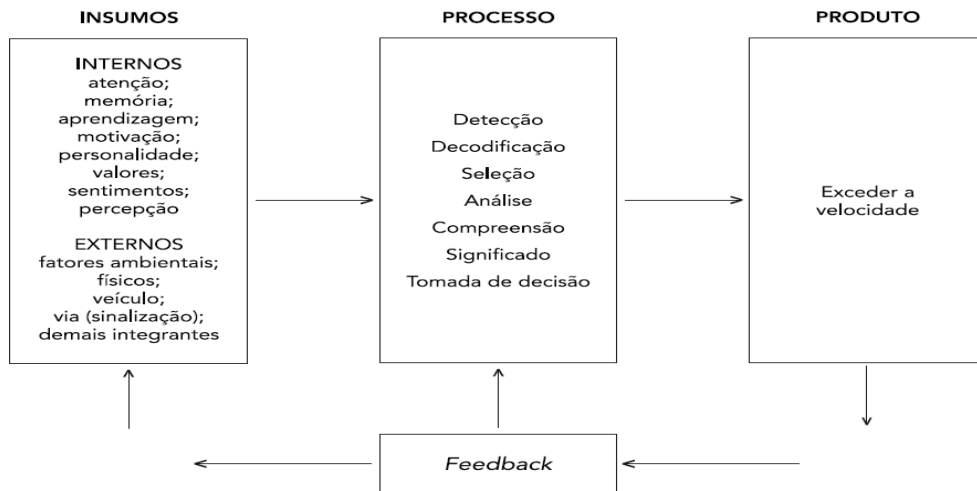 INSUMOS
INTERNOS
atenção;
memória;
aprendizagem;
motivação;
personalidade;
valores;
sentimentos;
percepção
EXTERNOS
fatores ambientais;
físicos;
veículo;
via (sinalização);
demais integrantes
PROCESSO
Detecção
Decodificação
Seleção
Análise
Compreensão
Significado
Tomada de decisão
PRODUTO
Exceder a
velocidade
Feedback